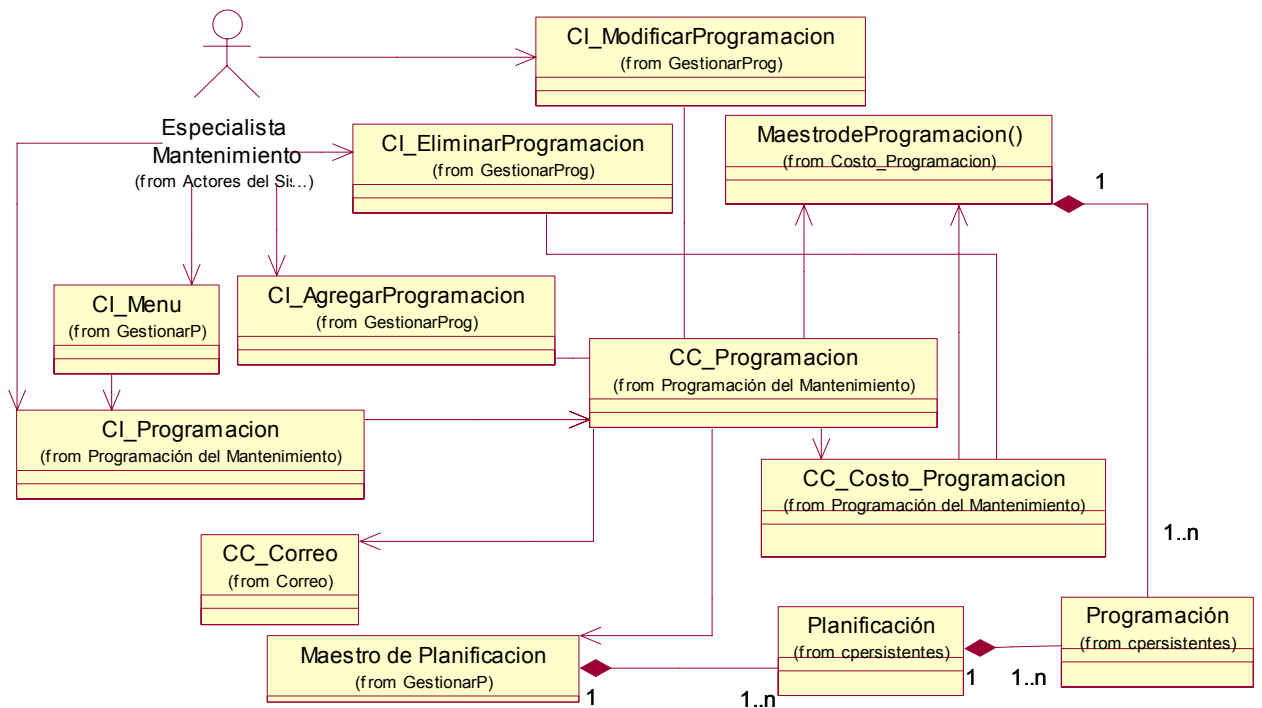 CI_ModificarProgramacion
(from GestionarProg)
Especialista
Mantenimiento
(from Actores del Sis...)
CI_EliminarProgramacion
(from GestionarProg)
MaestrodeProgramacion()
(from Costo_Programacion)
1
CI_Menu
(from GestionarP)
CI_AgregarProgramacion
(from GestionarProg)
CC_Programacion
(from Programación del Mantenimiento)
CI_Programacion
(from Programación del Mantenimiento)
CC_Costo_Programacion
(from Programación del Mantenimiento)
1..n
CC_Correo
(from Correo)
Maestro de Planificacion
(from GestionarP)
1
1..n
Planificación
(from cpersistentes)
1
1..n
Programación
(from cpersistentes)